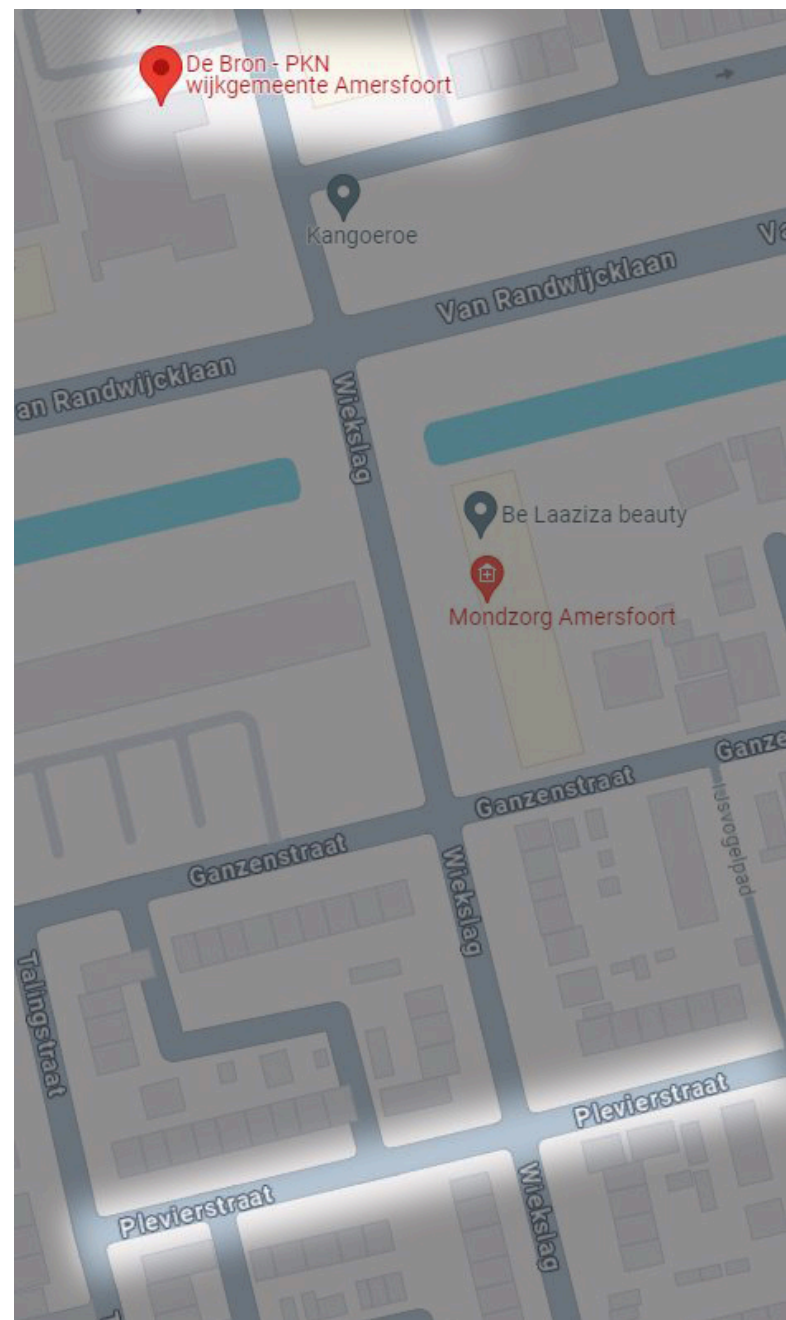 De Bron - PKN
wijkgemeente Amersfoort
Kangoeroe
Va
Van Randwijcklaan
an Randwijcklaan
Wiekslag
Be Laaziza beauty
Mondzorg Amersfoort
Ganze
Ganzenstraat
IJsvogelpad
Ganzenstraat
Wiekslag
Talingstraat
Plevierstraat
Plevierstraat
Wiekslag
T